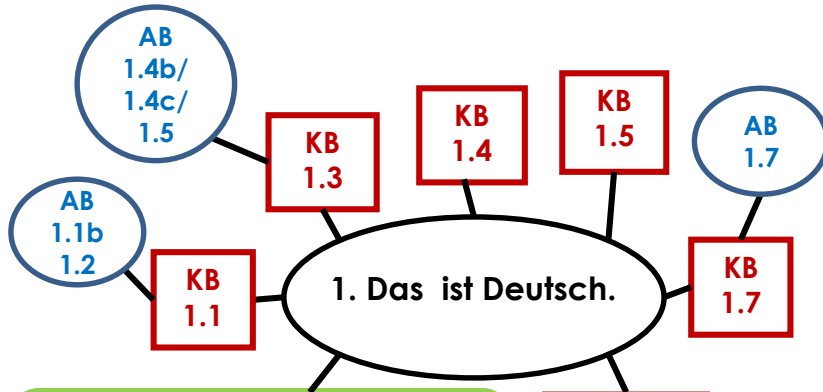 AB
1.4b/
1.4c/
1.5
KB
1.3
KB
1.4
KB
1.5
AB
1.7
AB
1.1b
1.2
KB
1.1
1. Das ist Deutsch.
KB
1.7